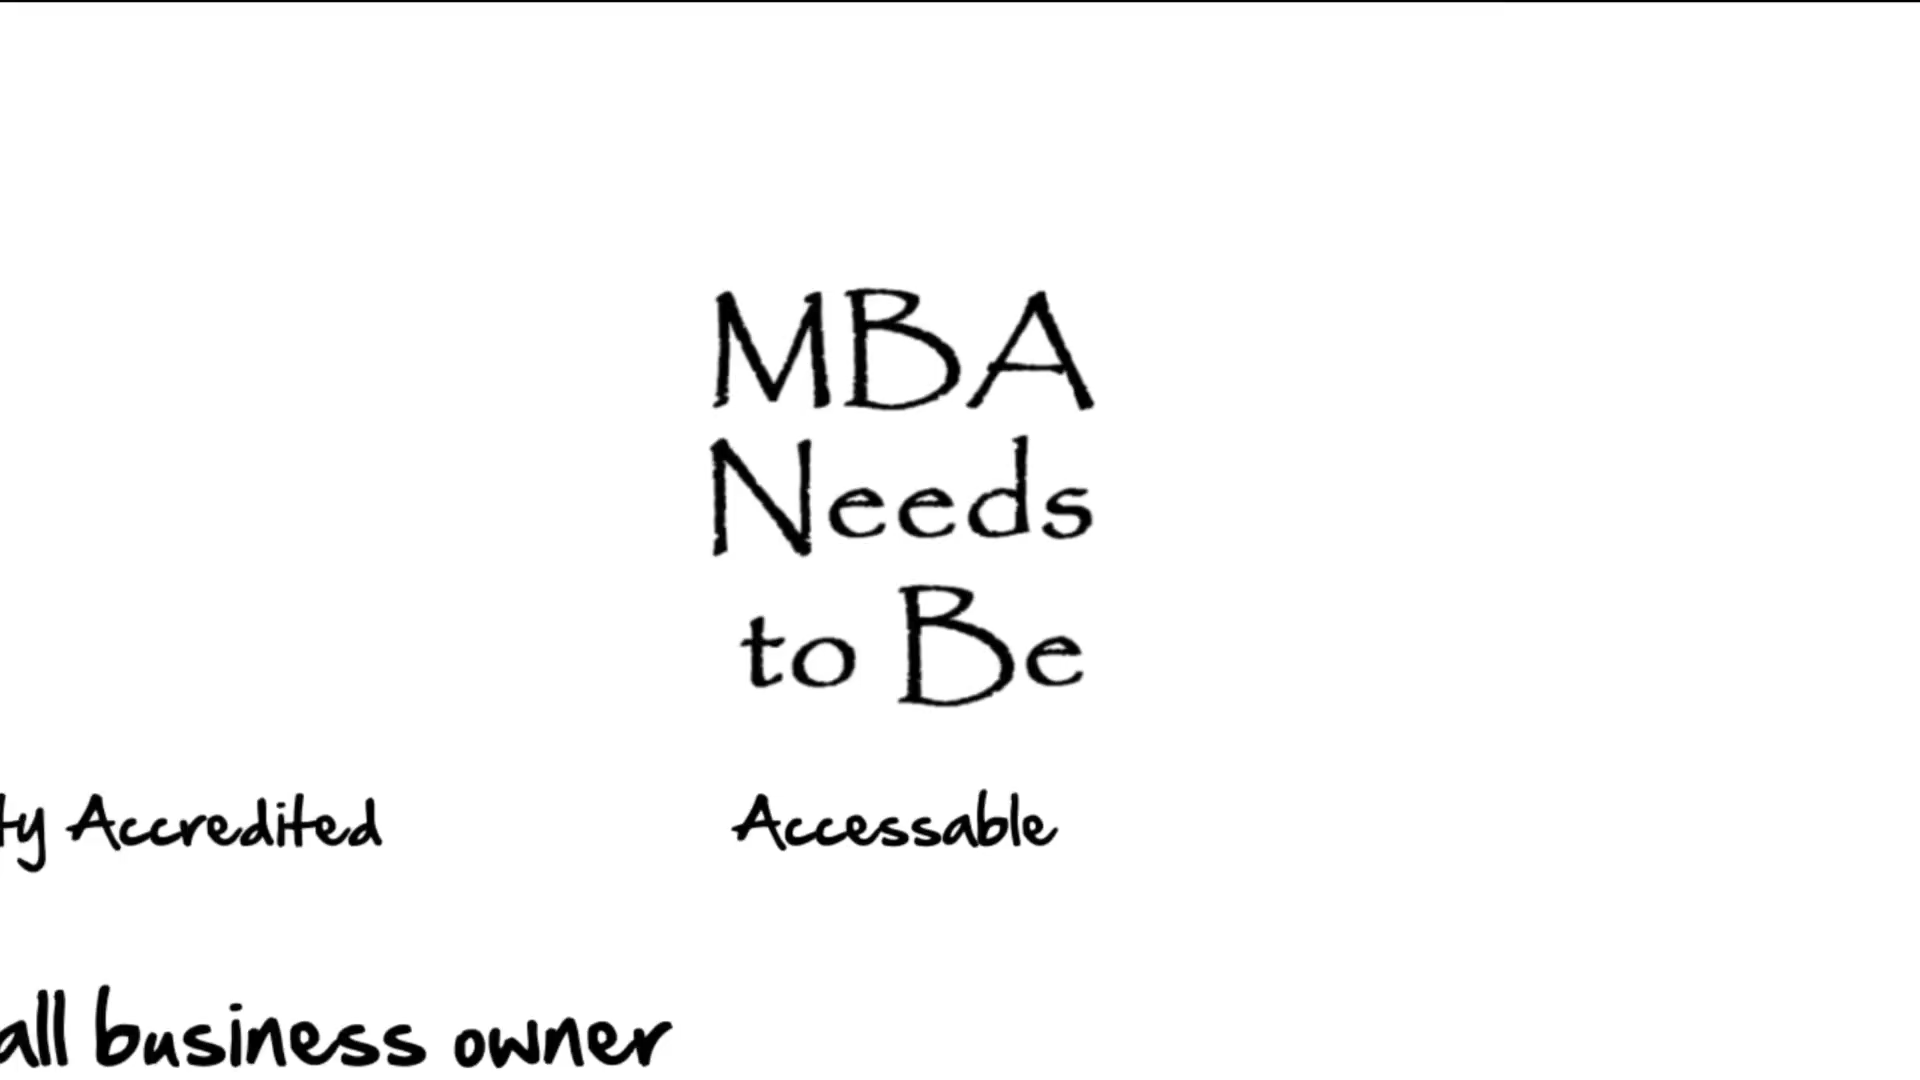 MBA
Needs
to Be
ty Accredited
Accessable
all business owner